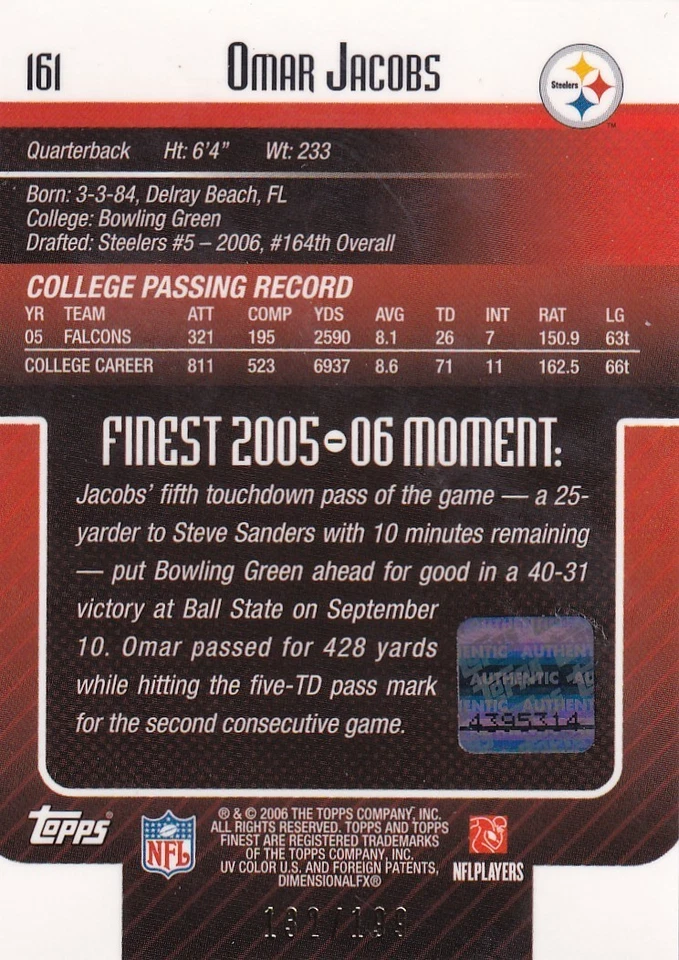 161
OMAR JACOBS
Steelers
TM
Quarterback Ht: 6'4" Wt: 233
Born: 3-3-84, Delray Beach, FL
College: Bowling Green
Drafted: Steelers #5 – 2006, #164th Overall
COLLEGE PASSING RECORD
YR TEAM ATT COMP YDS AVG TD INT RAT LG
05 FALCONS 321 195 2590 8.1 26 7 150.9 63t
COLLEGE CAREER 811 523 6937 8.6 71 11 162.5 66t
FINEST 2005-06 MOMENT:
Jacobs' fifth touchdown pass of the game — a 25-
yarder to Steve Sanders with 10 minutes remaining
— put Bowling Green ahead for good in a 40-31
victory at Ball State on September
10. Omar passed for 428 yards
while hitting the five-TD pass mark
for the second consecutive game.
AUTHENTIC
4395314
TOPPS®
NFL
® & © 2006 THE TOPPS COMPANY, INC.
ALL RIGHTS RESERVED. TOPPS AND TOPPS
FINEST ARE REGISTERED TRADEMARKS
OF THE TOPPS COMPANY, INC.
UV COLOR U.S. AND FOREIGN PATENTS,
DIMENSIONALFX®
NFLPLAYERS
/199